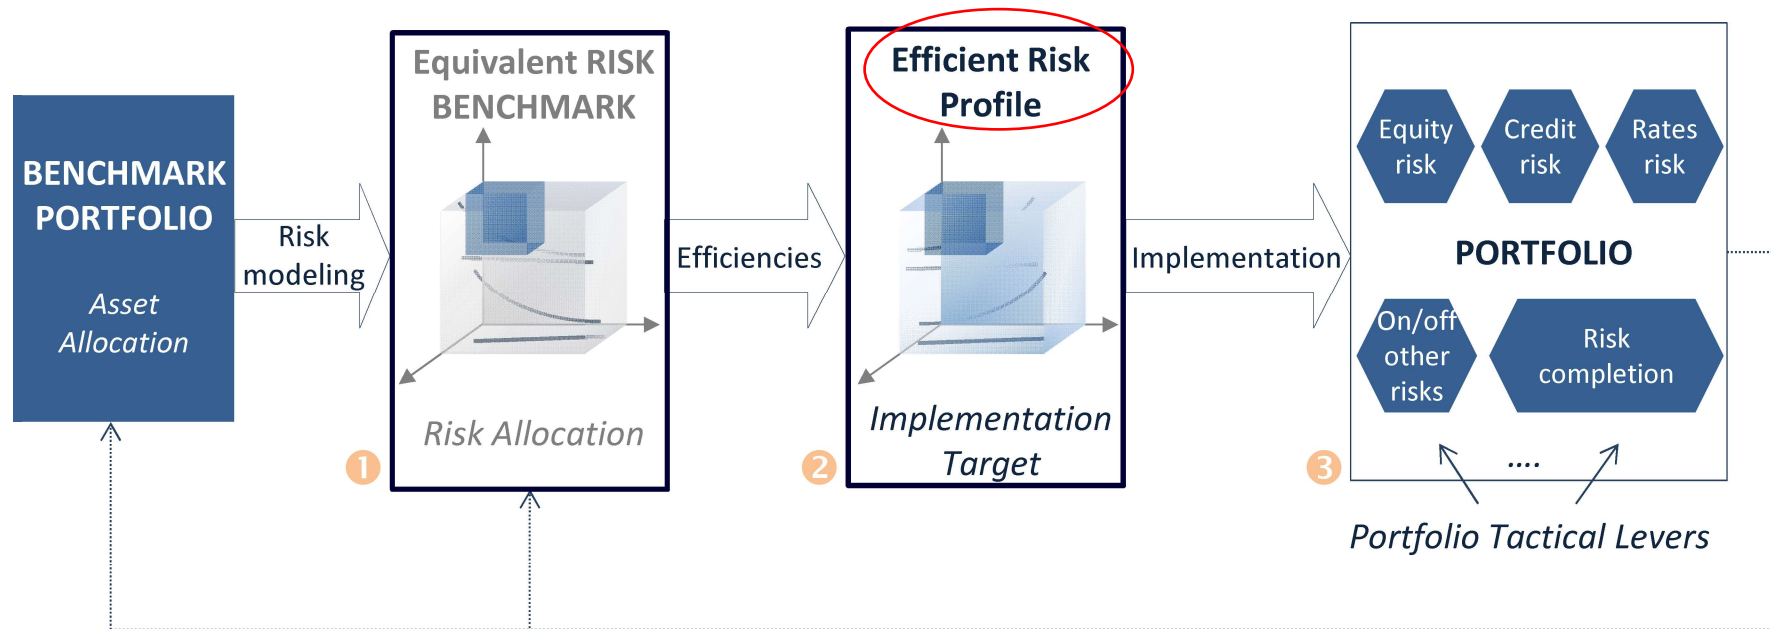 BENCHMARK
PORTFOLIO
Asset
Allocation
Risk
modeling
Equivalent RISK
BENCHMARK
Risk Allocation
1
Efficiencies
Efficient Risk
Profile
Implementation
Target
2
Implementation
Equity
risk
Credit
risk
Rates
risk
PORTFOLIO
On/off
other
risks
Risk
completion
....
3
Portfolio Tactical Levers